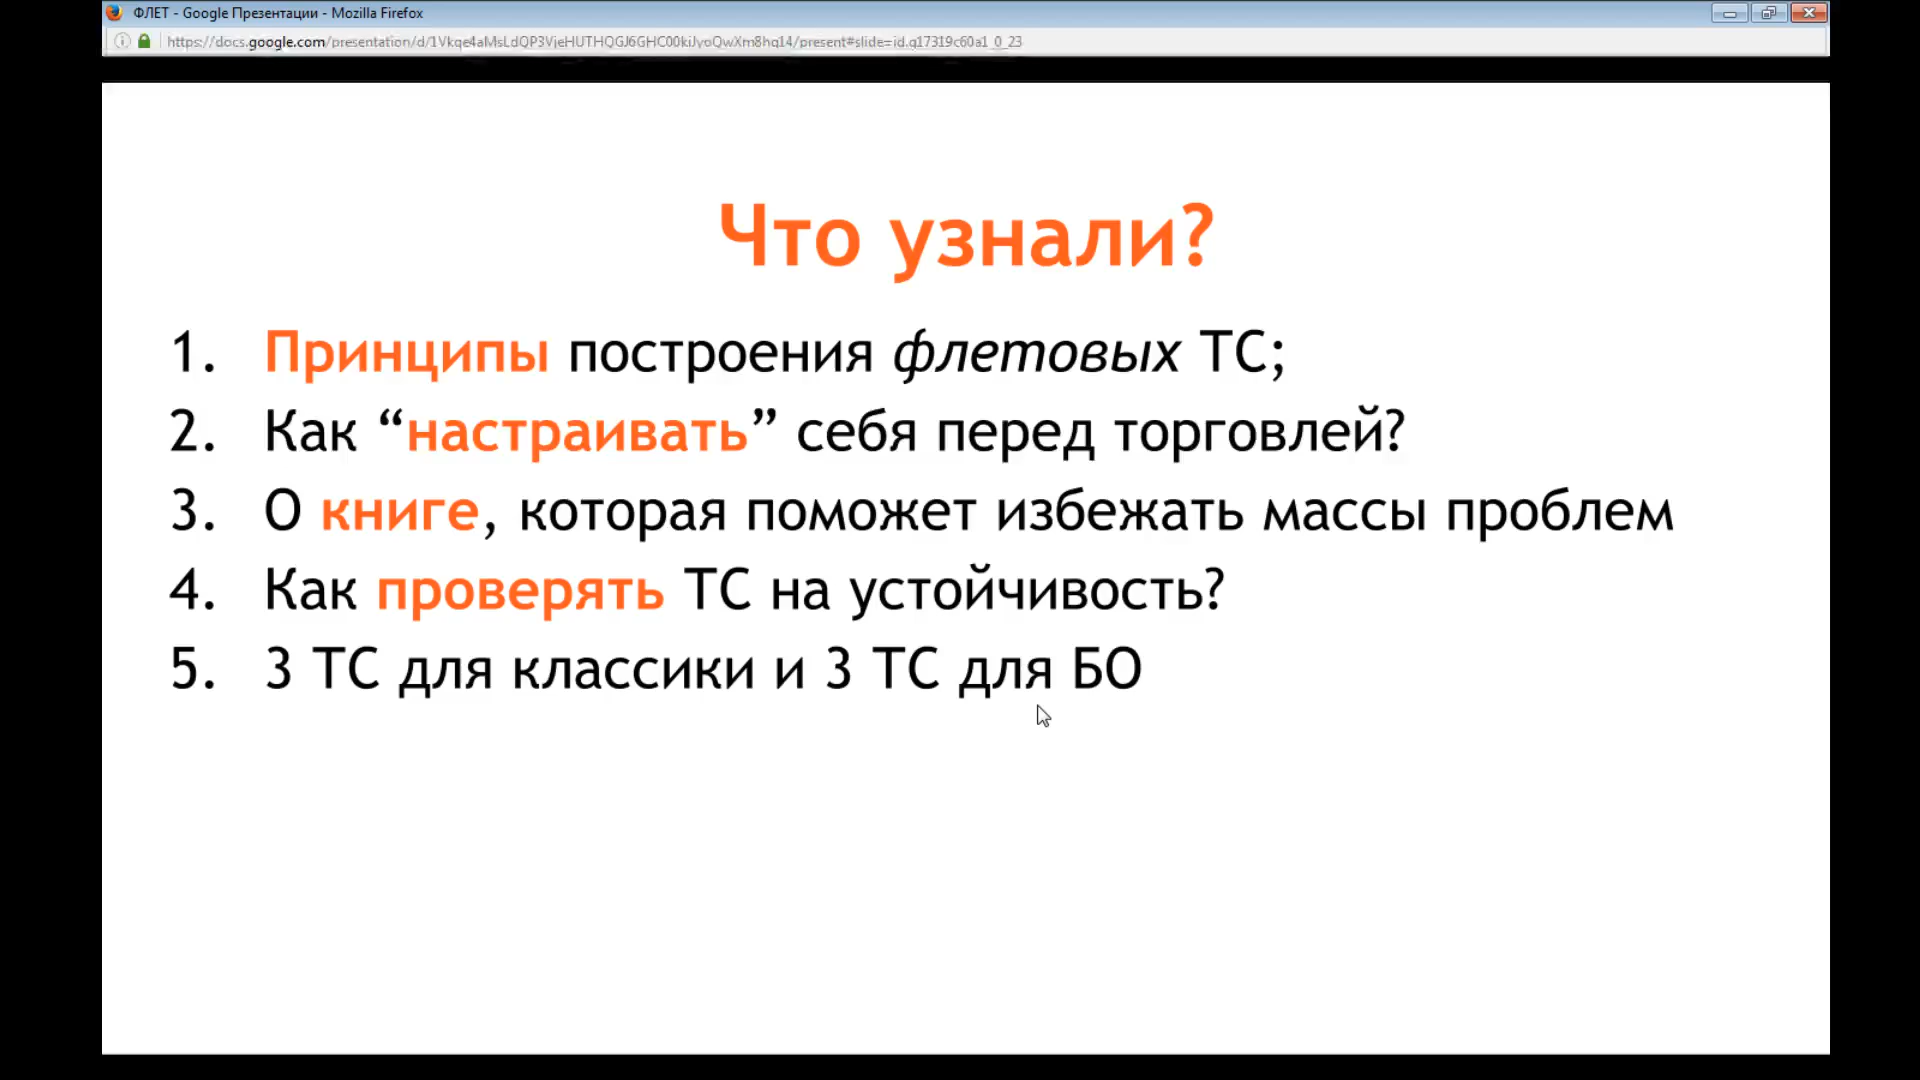 ФЛЕТ - Google Презентации - Mozilla Firefox
Что узнали?
1. Принципы построения флетовых ТС;
2. Как “настраивать” себя перед торговлей?
3. О книге, которая поможет избежать массы проблем
4. Как проверять ТС на устойчивость?
5. 3 ТС для классики и 3 ТС для БО